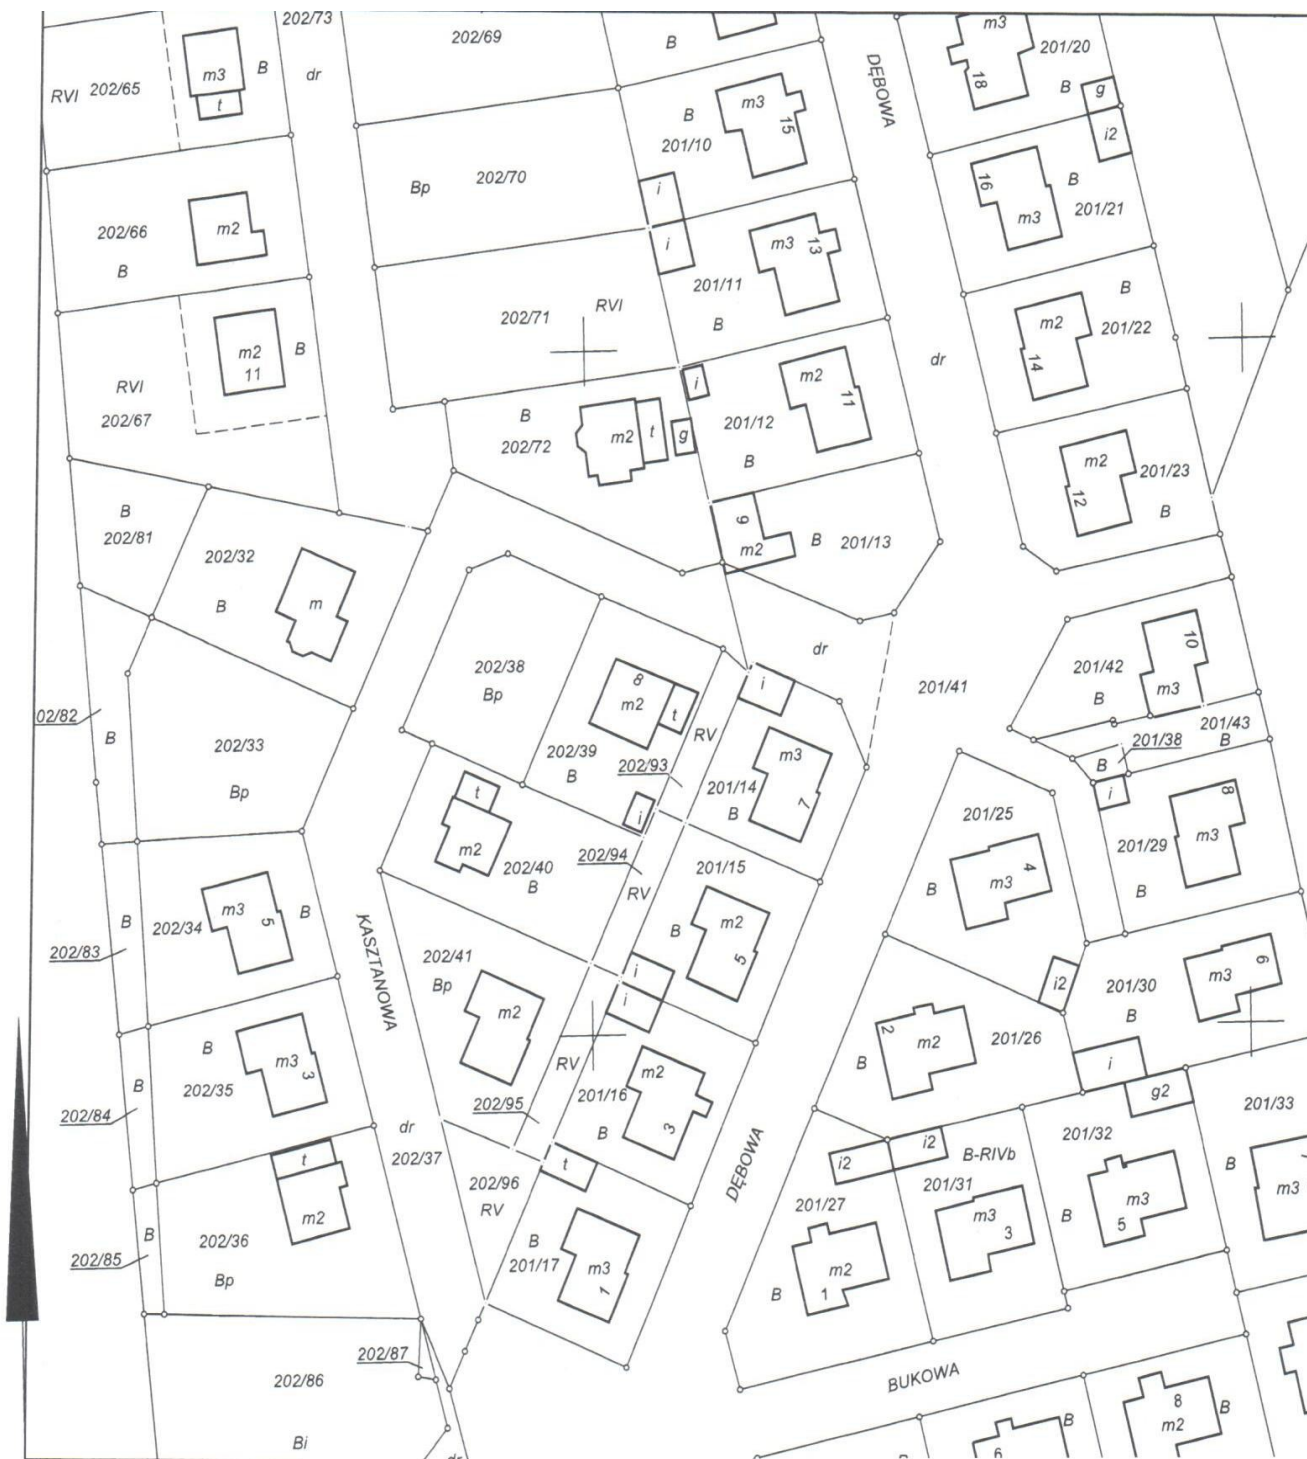 202/73
202/69
B
m3
18
201/20
B
g
i2
m3
t
B
RVI
202/65
dr
DĘBOWA
B
201/10
m3
15
i
16
m3
B
201/21
202/66
B
m2
Bp
202/70
i
201/11
B
m3
13
m2
11
B
RVI
202/67
202/71
RVI
dr
m2
14
B
201/22
i
201/12
B
m2
11
B
202/72
m2
t
g
m2
12
201/23
B
B
202/81
202/32
B
m
9
m2
B
201/13
dr
202/38
Bp
8
m2
t
202/39
B
RV
202/93
i
i
201/41
201/42
B
10
m3
8
201/43
B
201/38
B
02/82
B
202/33
Bp
201/14
B
m3
7
i
8
m3
201/29
B
t
m2
202/40
B
202/94
RV
201/15
B
m2
5
201/25
B
m3
4
B
202/83
202/34
m3
5
B
KASZTANOWA
202/41
Bp
m2
i
i
i2
201/30
B
m3
6
2
m2
B
201/26
B
202/84
B
202/35
m3
3
RV
202/95
201/16
B
m2
3
i
g2
201/33
dr
202/37
DĘBOWA
i2
i2
B-RIVb
201/31
m3
3
201/32
B
m3
5
B
m3
B
202/85
202/36
Bp
t
m2
202/96
RV
t
B
201/17
m3
1
201/27
B
m2
1
202/87
202/86
Bi
dr
BUKOWA
B
6
B
8
m2
B